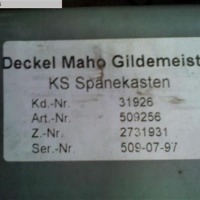 Deckel Maho Gildemeist
KS Spänekasten
Kd.-Nr. 31926
Art.-Nr. 509256
Z.-Nr. 2731931
Ser.-Nr. 509-07-97